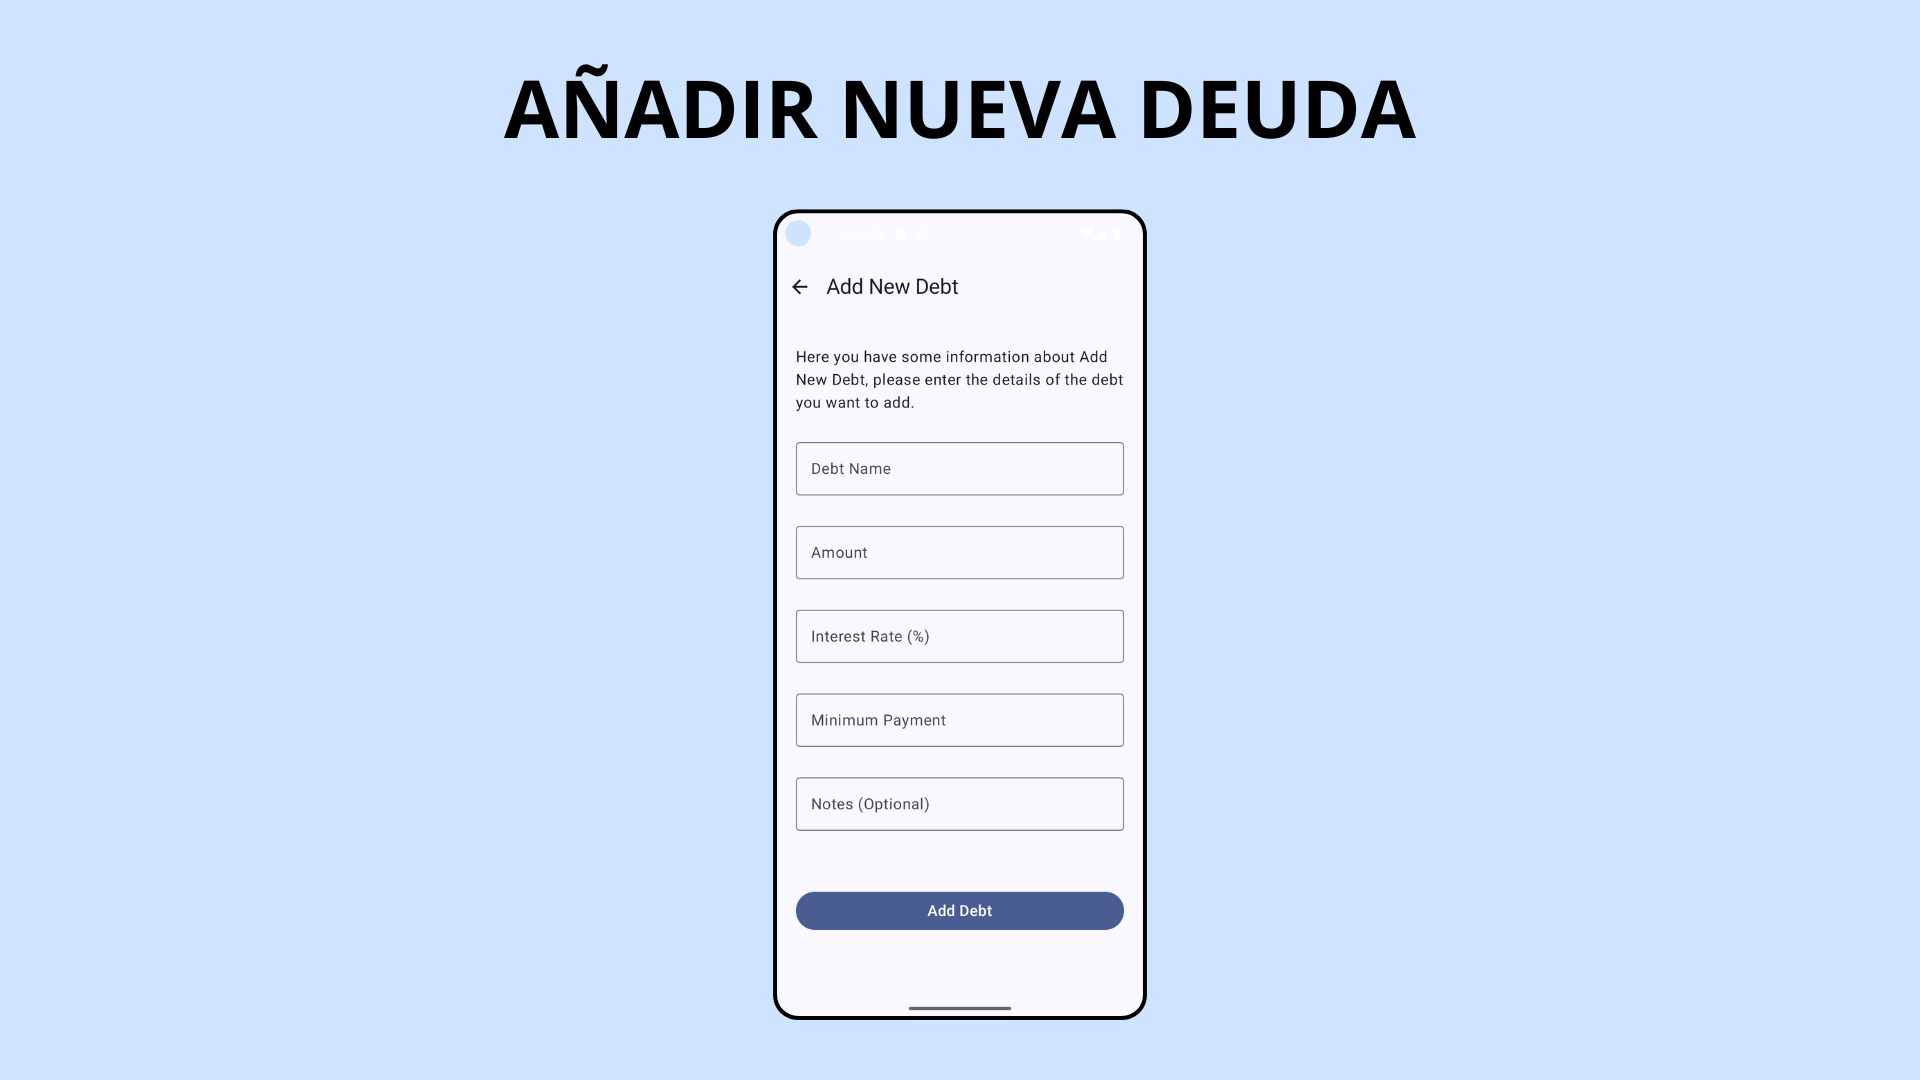 AÑADIR NUEVA DEUDA
Add New Debt
Here you have some information about Add
New Debt, please enter the details of the debt
you want to add.
Debt Name
Amount
Interest Rate (%)
Minimum Payment
Notes (Optional)
Add Debt